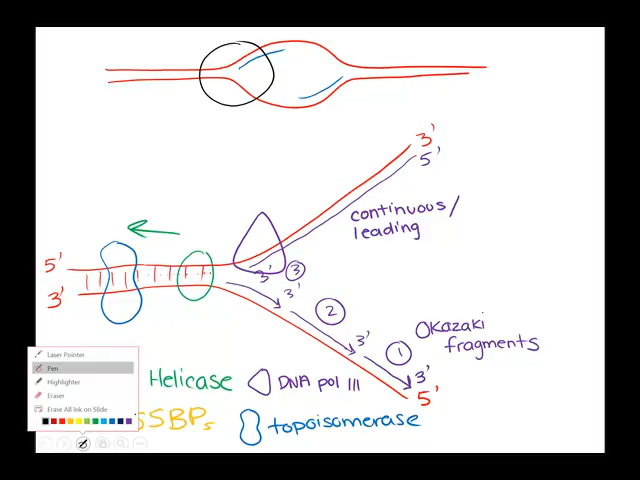 3'
5'
continuous/
leading
5'
3'
3' 3
3'
2
3'
1
Okazaki
fragments
3'
5'
Laser Pointer
Pen
Highlighter
Eraser
Erase All Ink on Slide
Helicase
DNA pol III
SSBPs
topoisomerase